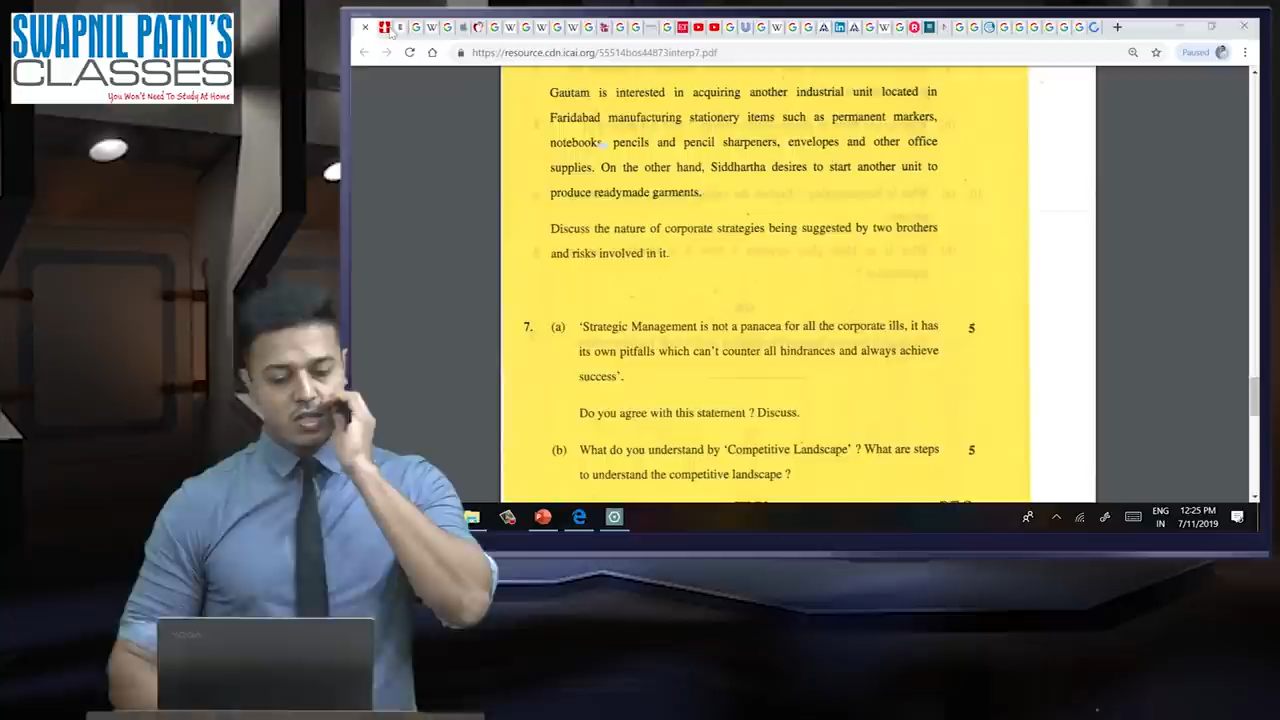 SWAPNIL PATNI'S
CLASSES
You Won't Need To Study At Home
https://resource.cdn.icai.org/55514bos44873interp7.pdf
Paused
Gautam is interested in acquiring another industrial unit located in
Faridabad manufacturing stationery items such as permanent markers,
notebooks, pencils and pencil sharpeners, envelopes and other office
supplies. On the other hand, Siddhartha desires to start another unit to
produce readymade garments.
Discuss the nature of corporate strategies being suggested by two brothers
and risks involved in it.
7. (a) 'Strategic Management is not a panacea for all the corporate ills, it has 5
its own pitfalls which can't counter all hindrances and always achieve
success'.
Do you agree with this statement ? Discuss.
(b) What do you understand by 'Competitive Landscape' ? What are steps 5
to understand the competitive landscape ?
ENG
IN
12:25 PM
7/11/2019
YOGA